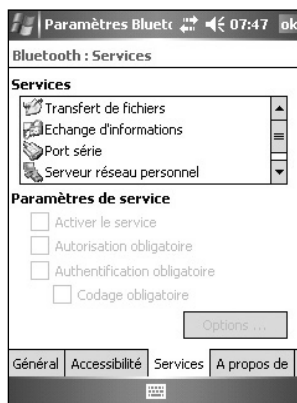 Paramètres Bluetc 07:47 ok
Bluetooth : Services
Services
Transfert de fichiers
Echange d'informations
Port série
Serveur réseau personnel
Paramètres de service
Activer le service
Autorisation obligatoire
Authentification obligatoire
Codage obligatoire
Options ...
Général Accessibilité Services A propos de